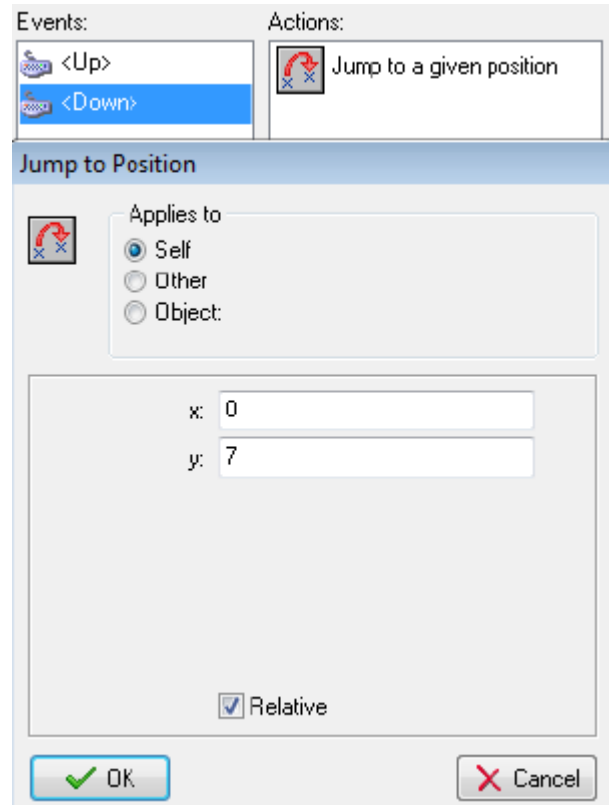 Events: Actions:
<Up> Jump to a given position
<Down>
Jump to Position
Applies to
Self
Other
Object:
x: 0
y: 7
Relative
OK Cancel